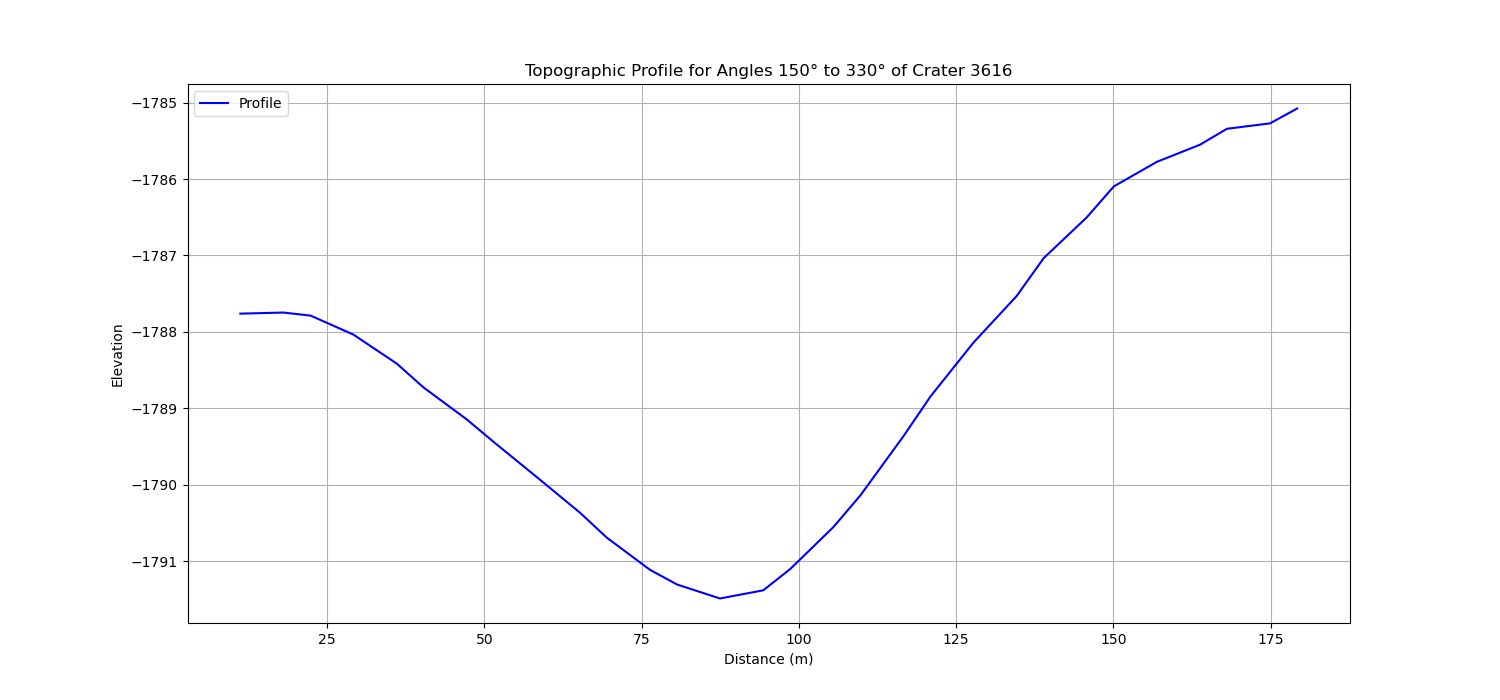 Topographic Profile for Angles 150° to 330° of Crater 3616
Profile
−1785
−1786
−1787
−1788
−1789
−1790
−1791
Elevation
25 50 75 100 125 150 175
Distance (m)